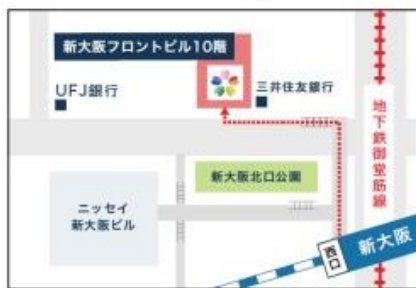 新大阪フロントビル10階
UFJ銀行
三井住友銀行
地下鉄御堂筋線
新大阪北口公園
ニッセイ
新大阪ビル
西口
新大阪